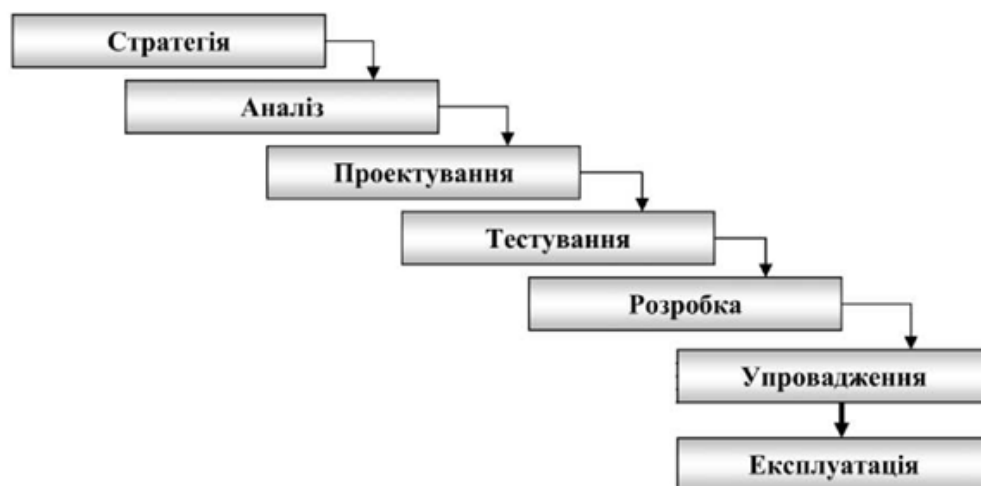 Стратегія
Аналіз
Проектування
Тестування
Розробка
Упровадження
Експлуатація